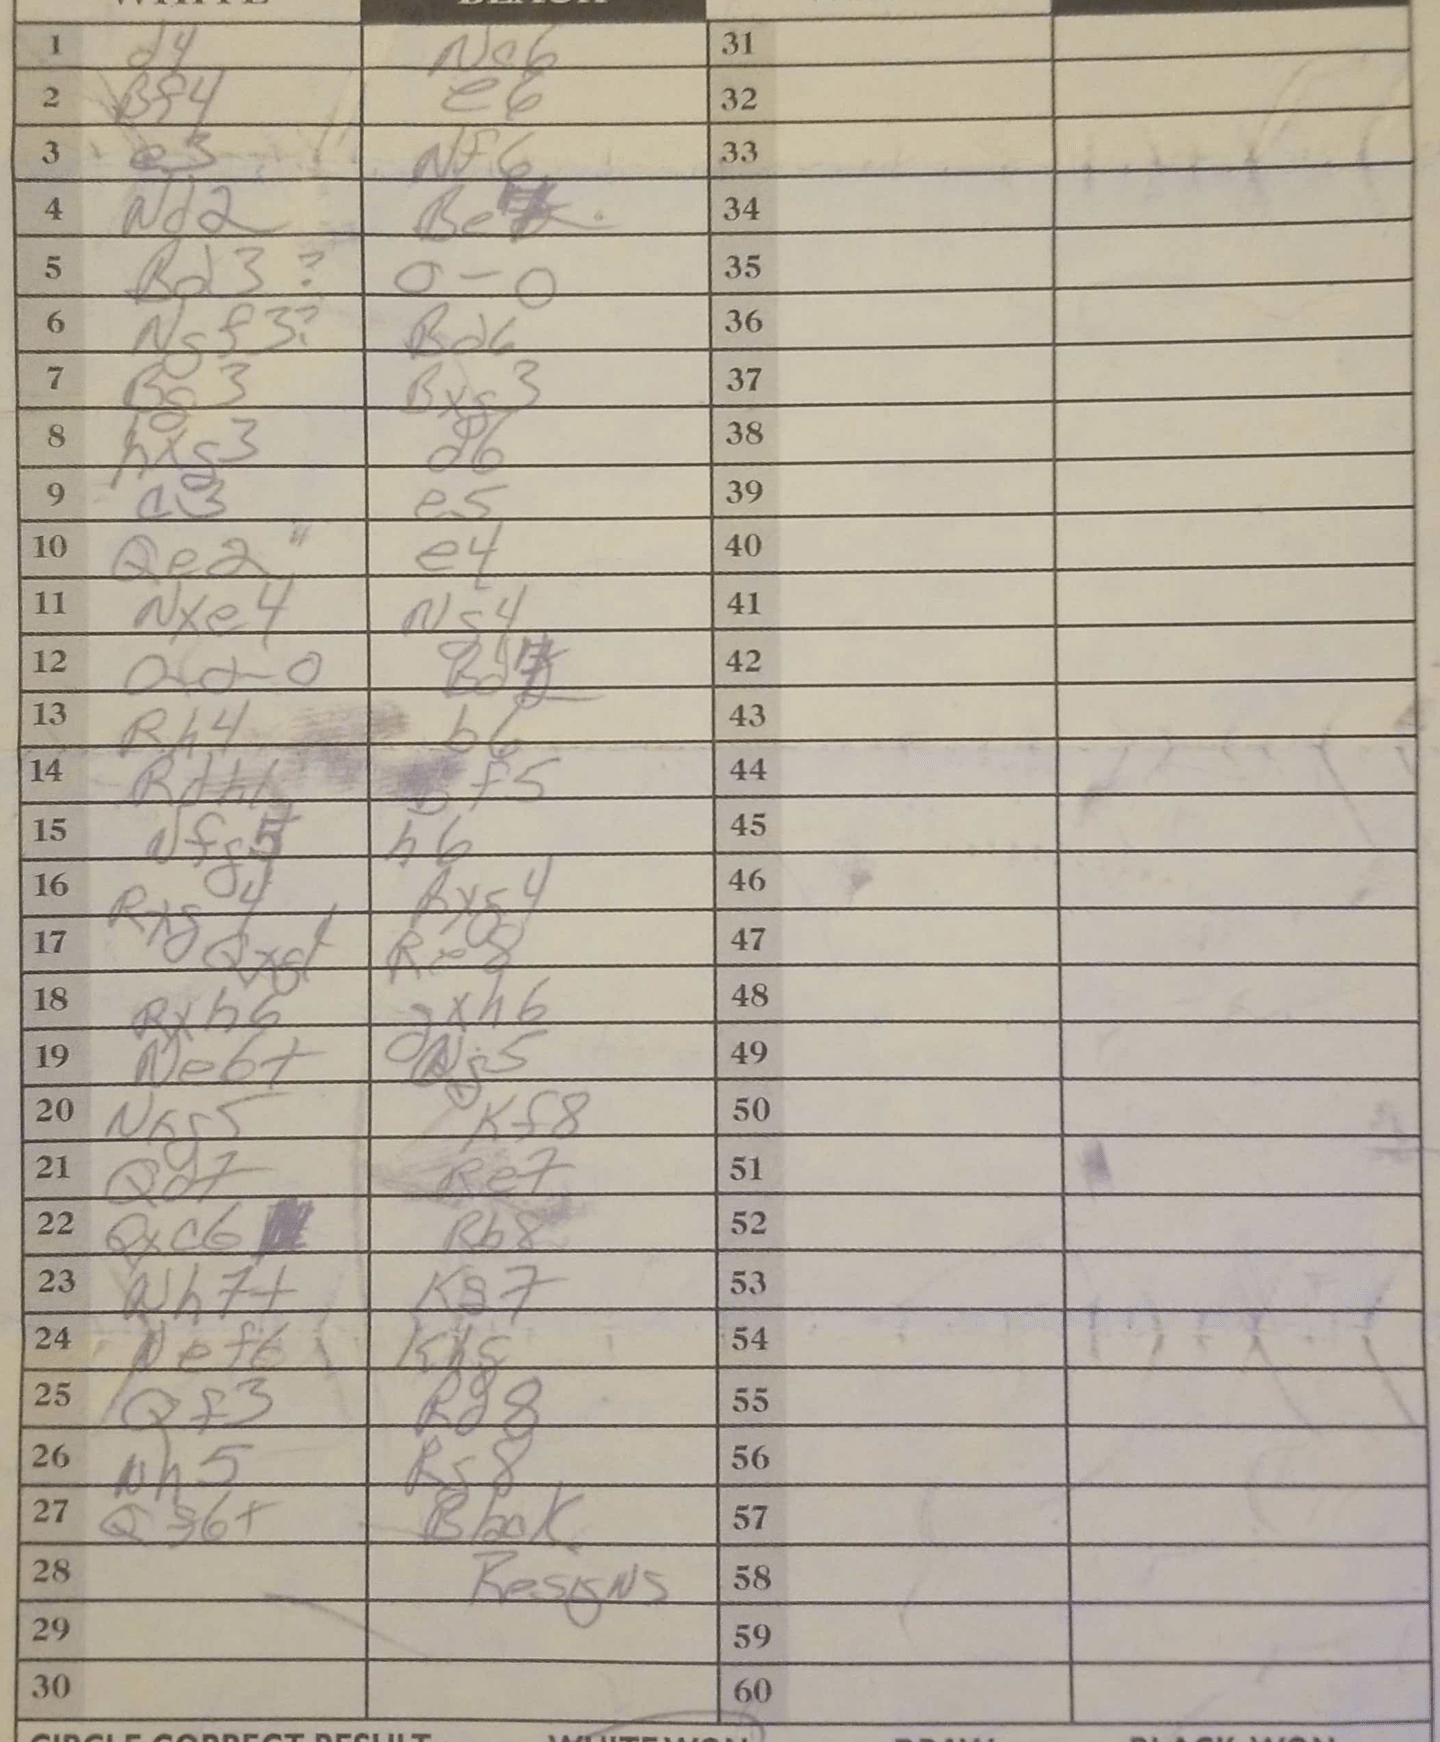 WHITE BLACK
1 d4 Nc6 31
2 Bf4 e6 32
3 e3 Nf6 33
4 Nd2 Be7 34
5 Bd3? 0-0 35
6 Ngf3? Bd6 36
7 Bg3 Bxg3 37
8 hxg3 d6 38
9 c3 e5 39
10 Qe2 " e4 40
11 Nxe4 Ng4 41
12 0-0-0 Bd7 42
13 Rh4 b6 43
14 Rdh1 f5 44
15 Nfg5 h6 45
16 Rxg4 Bxg4 46
17 Qxg4 Re8 47
18 Rxh6 gxh6 48
19 Ne6+ Ng5 49
20 Nxg5 Kf8 50
21 Qd7 Re7 51
22 Qxc6 Rb8 52
23 Nh7+ Kg7 53
24 Nef6 Kh8 54
25 Qf3 Rd8 55
26 Nh5 Rg8 56
27 Qg6+ Black 57
28 Resigns 58
29 59
30 60
CIRCLE CORRECT RESULT WHITE WON DRAW BLACK WON